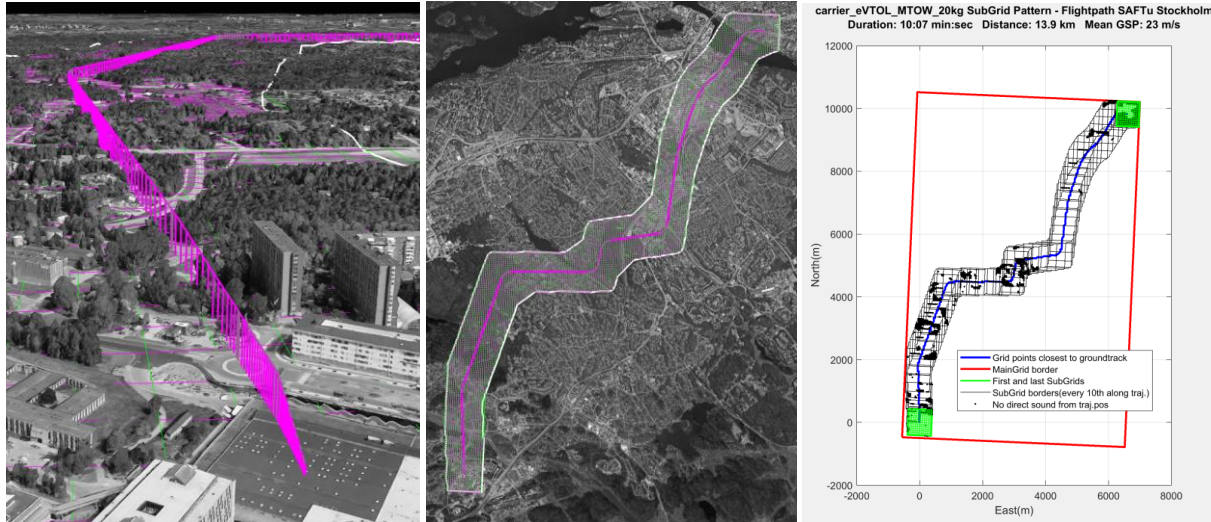 carrier_eVTOL_MTOW_20kg SubGrid Pattern - Flightpath SAFTu Stockholm
Duration: 10:07 min:sec   Distance: 13.9 km   Mean GSP: 23 m/s
12000
10000
8000
6000
4000
2000
0
-2000
North(m)
Grid points closest to groundtrack
MainGrid border
First and last SubGrids
SubGrid borders(every 10th along traj.)
No direct sound from traj.pos
-2000 0 2000 4000 6000 8000
East(m)